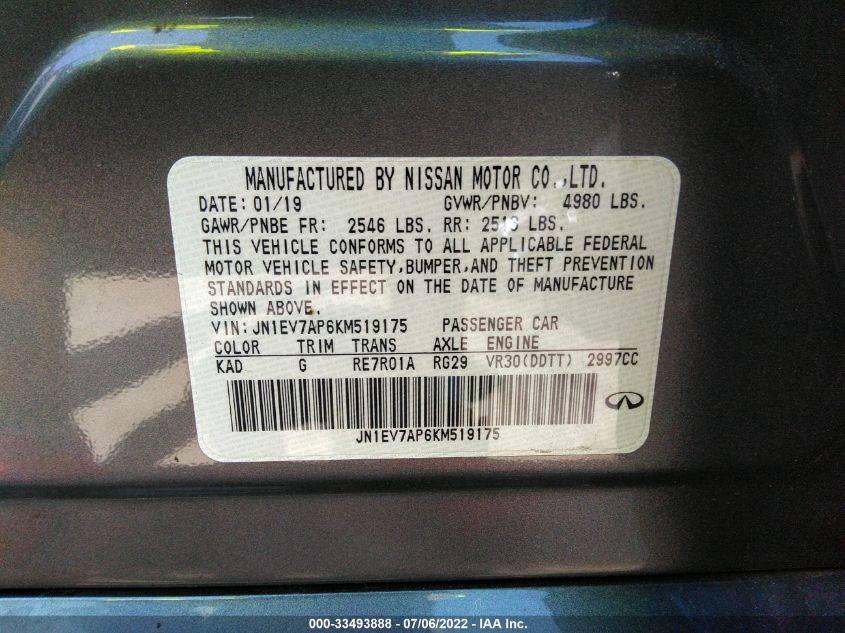 MANUFACTURED BY NISSAN MOTOR CO.,LTD.
DATE: 01/19 GVWR/PNBV: 4980 LBS.
GAWR/PNBE FR: 2546 LBS. RR: LBS.
THIS VEHICLE CONFORMS TO ALL APPLICABLE FEDERAL
MOTOR VEHICLE SAFETY,BUMPER,AND THEFT PREVENTION
STANDARDS IN EFFECT ON THE DATE OF MANUFACTURE
SHOWN ABOVE.
VIN:JN1EV7AP6KM519175 PASSENGER CAR
COLOR TRIM TRANS AXLE ENGINE
KAD G RE7R01A RG29 VR30(DDTT) 2997CC
JN1EV7AP6KM519175
000-33493888 - 07/06/2022 - IAA Inc.